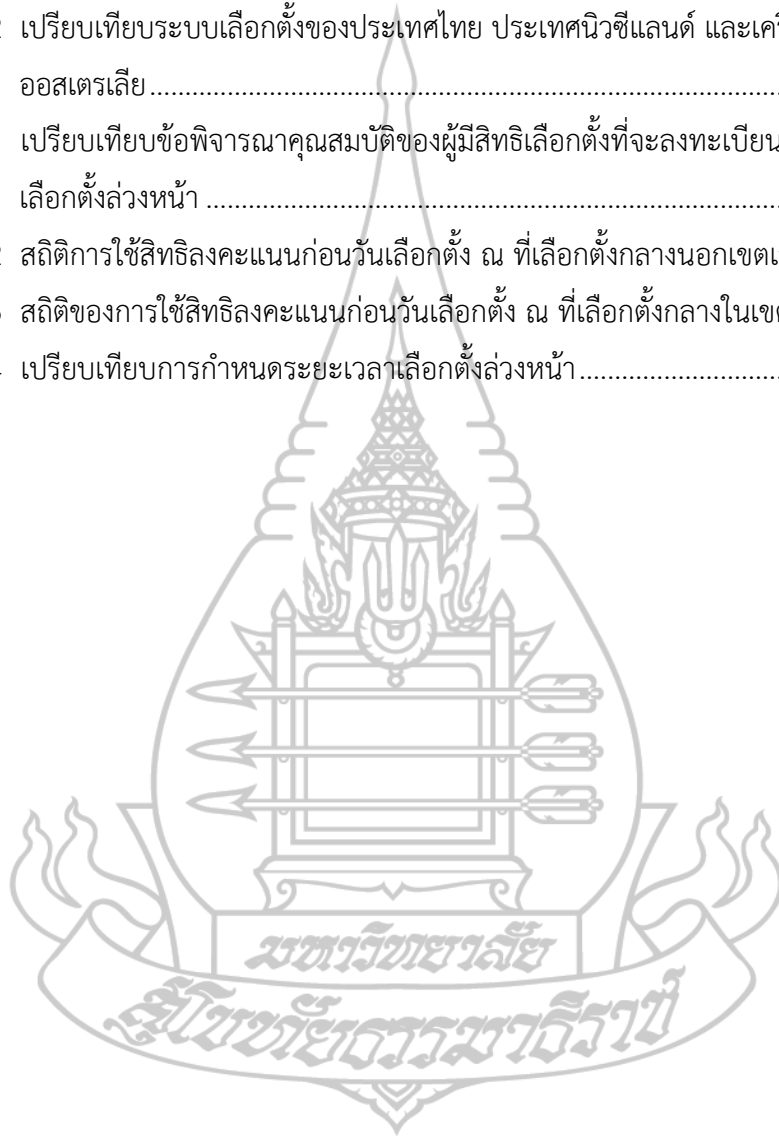 เปรียบเทียบระบบเลือกตั้งของประเทศไทย ประเทศนิวซีแลนด์ และเครื
ออสเตรเลีย
เปรียบเทียบข้อพิจารณาคุณสมบัติของผู้มีสิทธิเลือกตั้งที่จะลงทะเบียน
เลือกตั้งล่วงหน้า
สถิติการใช้สิทธิลงคะแนนก่อนวันเลือกตั้ง ณ ที่เลือกตั้งกลางนอกเขต
สถิติของการใช้สิทธิลงคะแนนก่อนวันเลือกตั้ง ณ ที่เลือกตั้งกลางในเขต
เปรียบเทียบการกำหนดระยะเวลาเลือกตั้งล่วงหน้า
มหาวิทยาลัย
สุโขทัยธรรมาธิราช